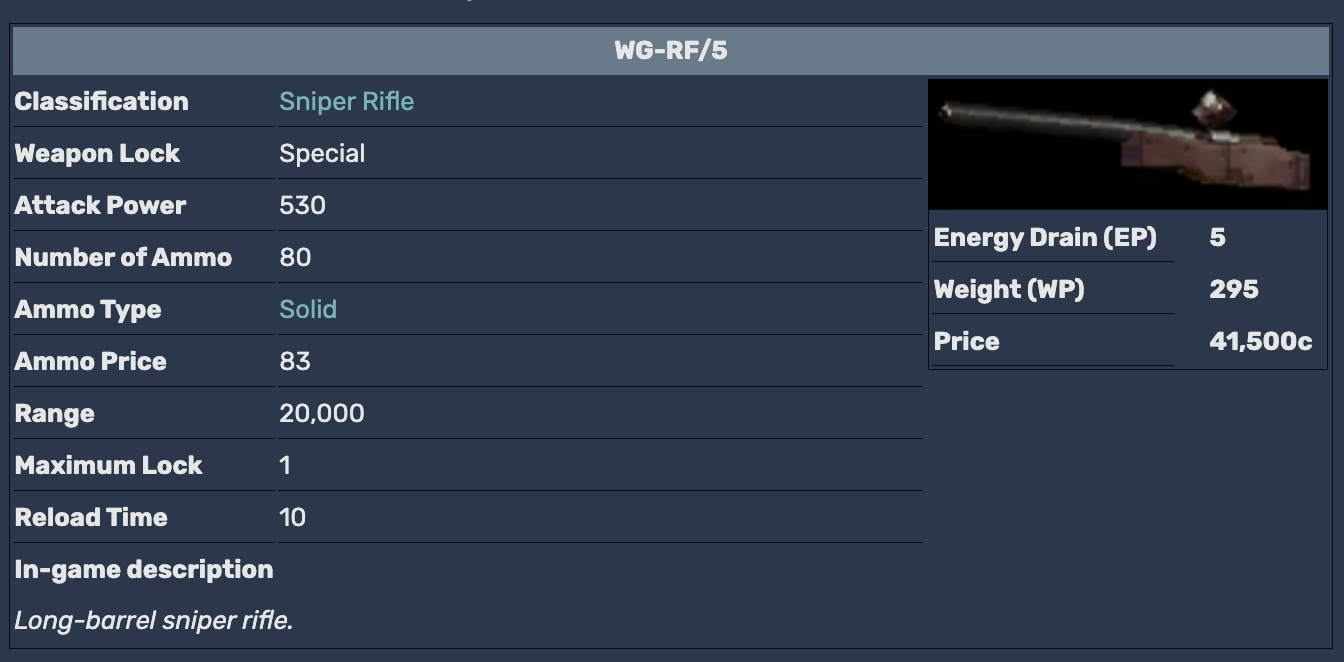 WG-RF/5
Classification Sniper Rifle
Weapon Lock Special
Attack Power 530
Number of Ammo 80
Ammo Type Solid
Ammo Price 83
Range 20,000
Maximum Lock 1
Reload Time 10
In-game description
Long-barrel sniper rifle.
Energy Drain (EP) 5
Weight (WP) 295
Price 41,500c